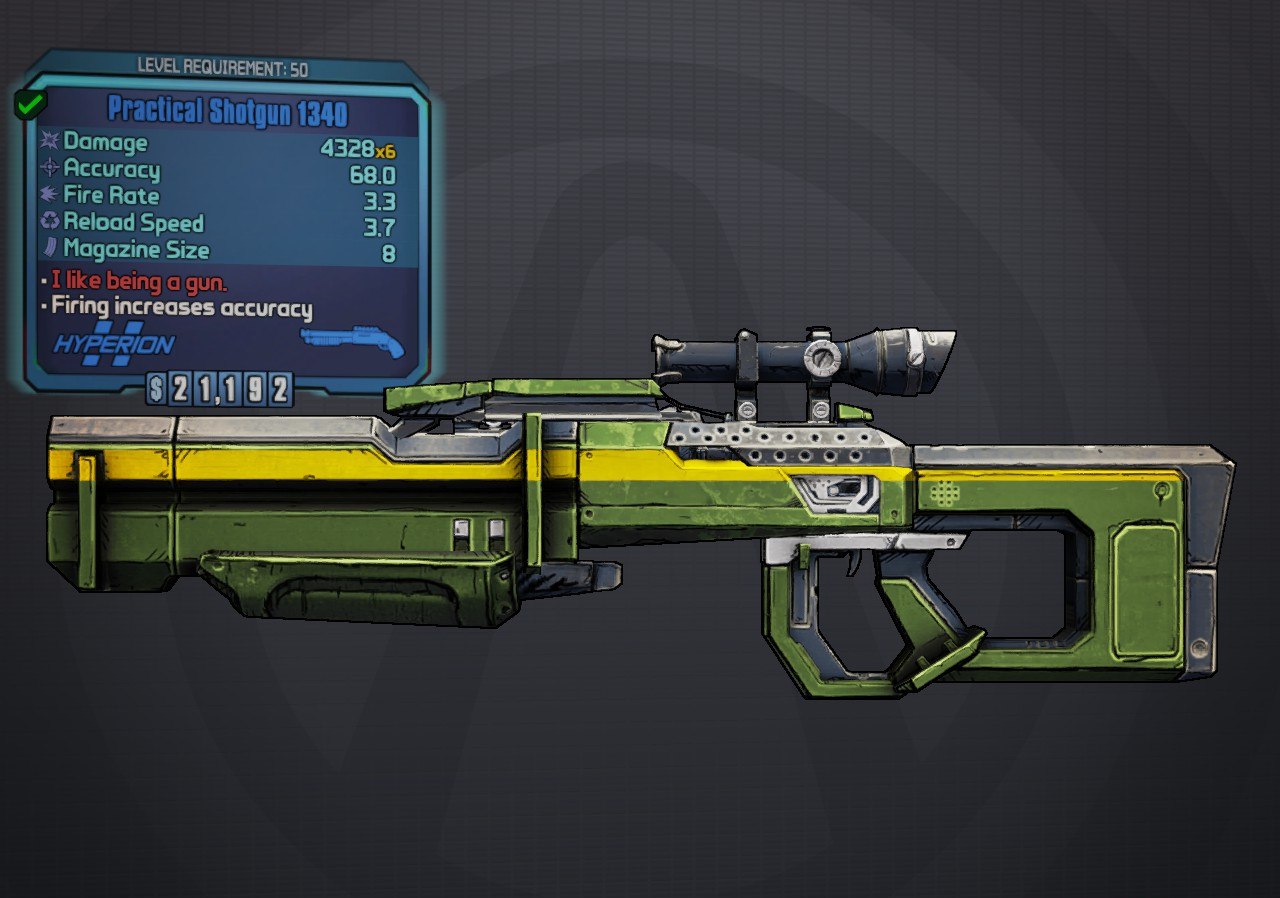 LEVEL REQUIREMENT: 50
Practical Shotgun 1340
Damage 4328x6
Accuracy 68.0
Fire Rate 3.3
Reload Speed 3.7
Magazine Size 8
• I like being a gun.
• Firing increases accuracy
HYPERION
$21,192